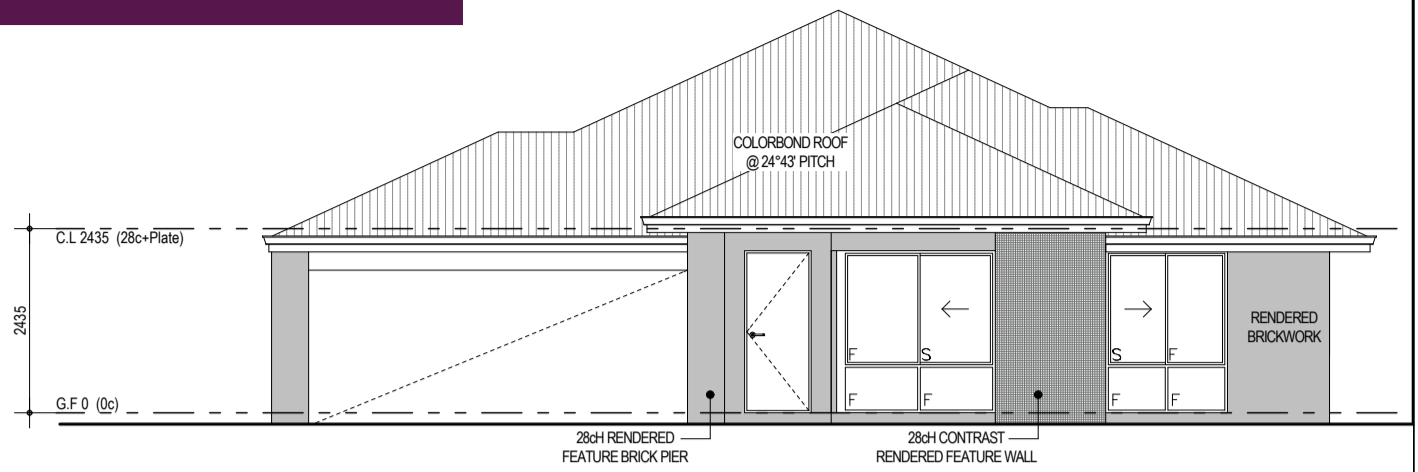 COLORBOND ROOF
@ 24°43' PITCH
C.L 2435 (28c+Plate)
2435
G.F 0 (0c)
F
S
S
F
F
F
F
F
RENDERED
BRICKWORK
28cH RENDERED
FEATURE BRICK PIER
28cH CONTRAST
RENDERED FEATURE WALL